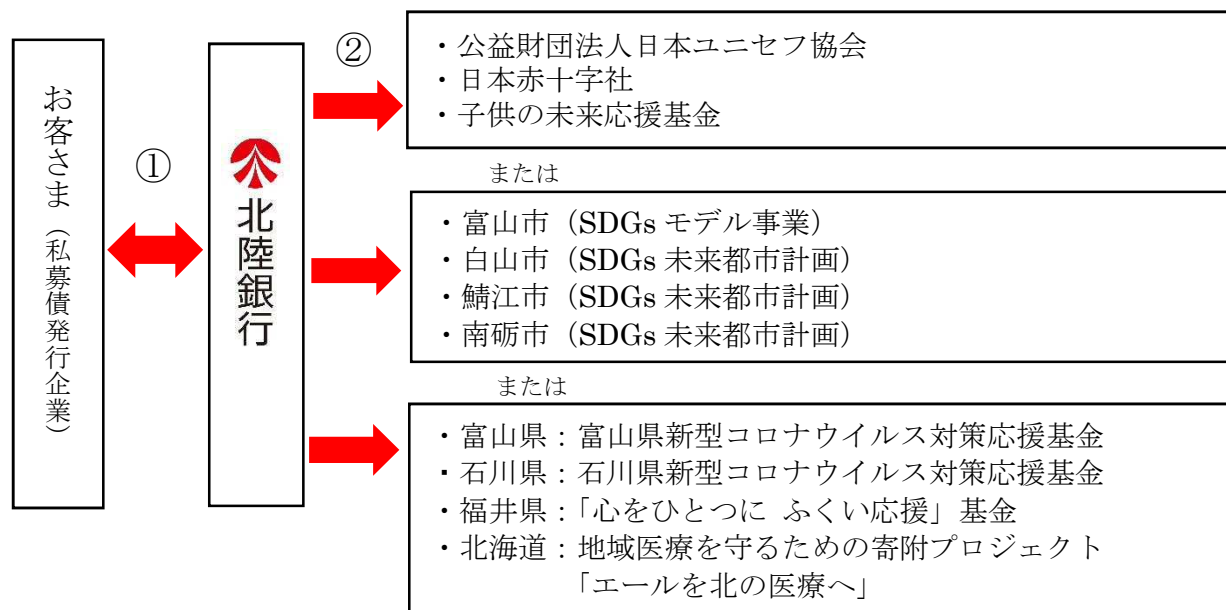 お客さま（私募債発行企業）
①
北陸銀行
②
・公益財団法人日本ユニセフ協会
・日本赤十字社
・子供の未来応援基金
または
・富山市（SDGs モデル事業）
・白山市（SDGs 未来都市計画）
・鯖江市（SDGs 未来都市計画）
・南砺市（SDGs 未来都市計画）
または
・富山県：富山県新型コロナウイルス対策応援基金
・石川県：石川県新型コロナウイルス対策応援基金
・福井県：「心をひとつに ふくい応援」基金
・北海道：地域医療を守るための寄附プロジェクト
「エールを北の医療へ」